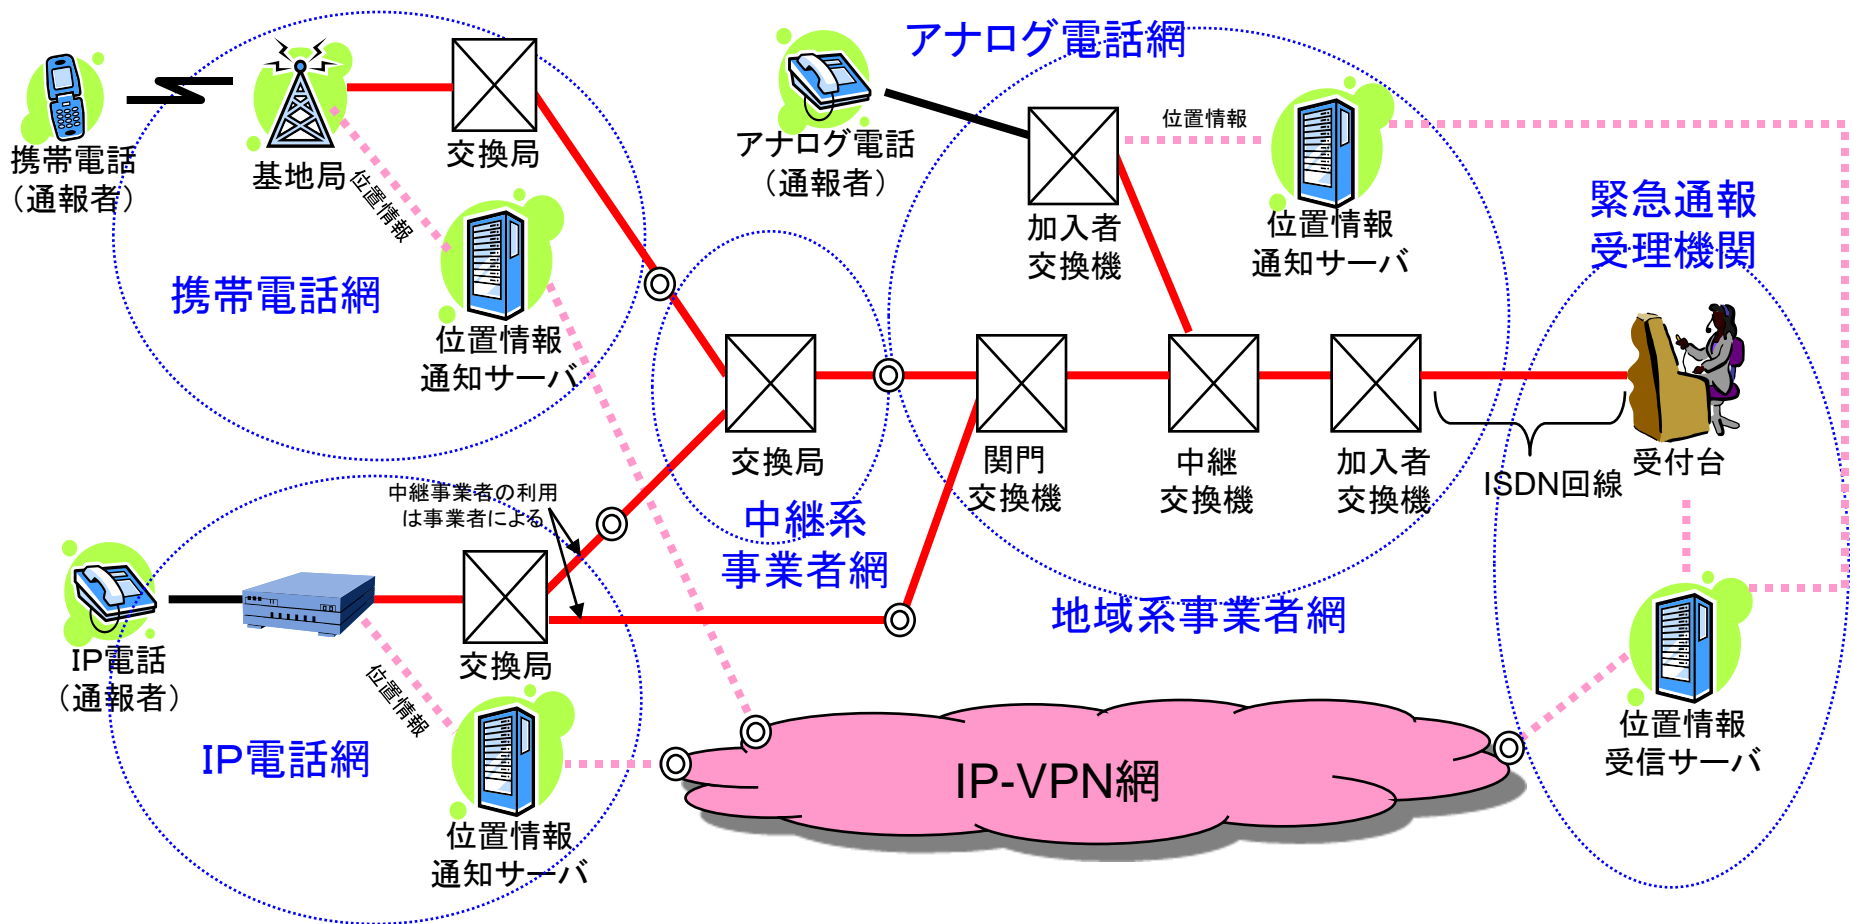 アナログ電話網
携帯電話
（通報者）
基地局
交換局
位置情報
位置情報
通知サーバ
携帯電話網
アナログ電話
（通報者）
加入者
交換機
位置情報
位置情報
通知サーバ
緊急通報
受理機関
交換局
中継系
事業者網
関門
交換機
中継
交換機
加入者
交換機
ISDN回線
受付台
地域系事業者網
中継事業者の利用
は事業者による
IP電話
（通報者）
交換局
位置情報
IP電話網
位置情報
通知サーバ
IP-VPN網
位置情報
受信サーバ